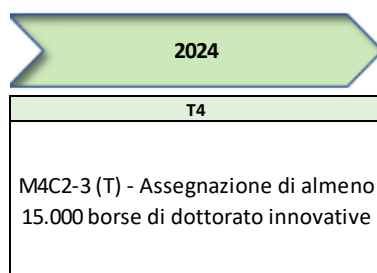 2024
T4
M4C2-3 (T) - Assegnazione di almeno
15.000 borse di dottorato innovative